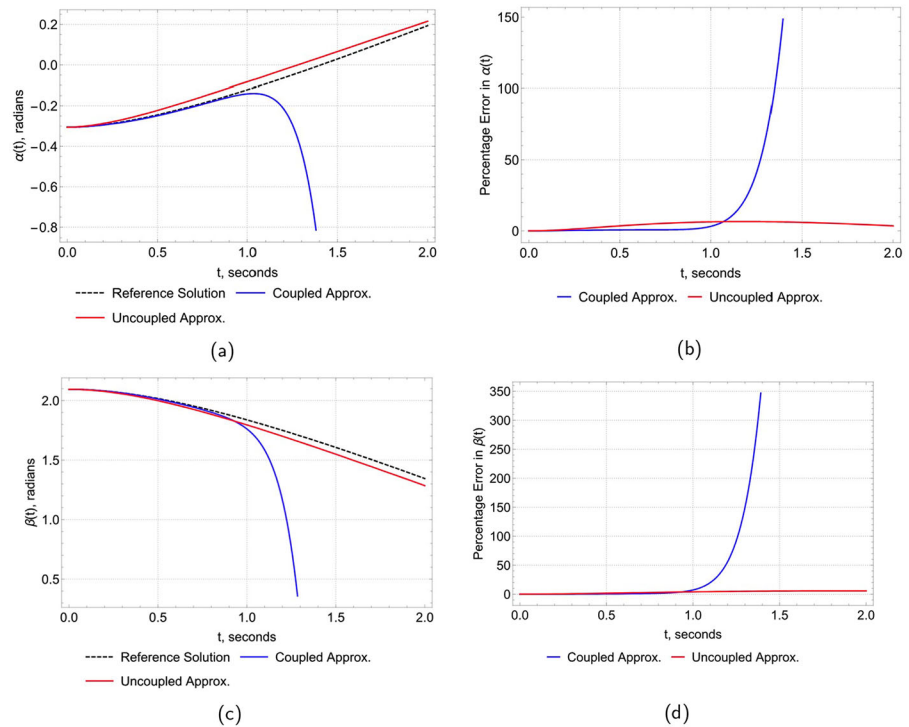 0.2
0.0
−0.2
−0.4
−0.6
−0.8
α(t), radians
0.0 0.5 1.0 1.5 2.0
t, seconds
Reference Solution Coupled Approx.
Uncoupled Approx.
(a)
150
100
50
0
Percentage Error in α(t)
0.0 0.5 1.0 1.5 2.0
t, seconds
Coupled Approx. Uncoupled Approx.
(b)
2.0
1.5
1.0
0.5
β(t), radians
0.0 0.5 1.0 1.5 2.0
t, seconds
Reference Solution Coupled Approx.
Uncoupled Approx.
(c)
350
300
250
200
150
100
50
0
Percentage Error in β(t)
0.0 0.5 1.0 1.5 2.0
t, seconds
Coupled Approx. Uncoupled Approx.
(d)